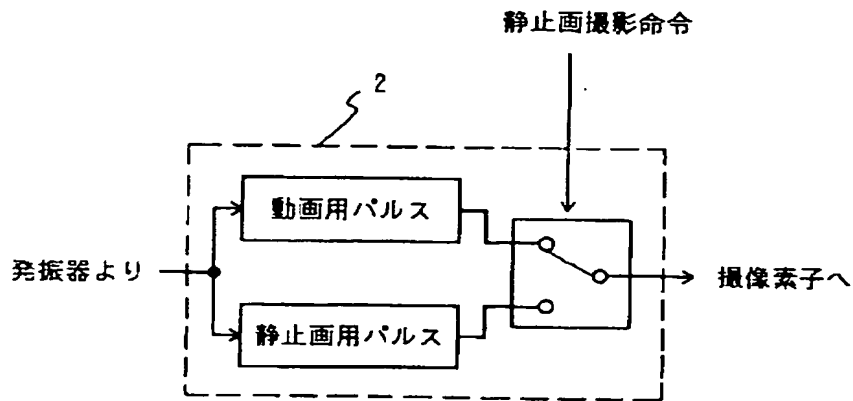 静止画撮影命令
2
動画用パルス
発振器より
撮像素子へ
静止画用パルス